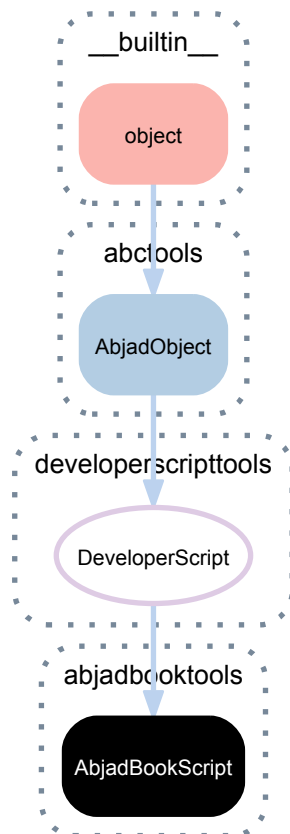 __builtin__
object
abctools
AbjadObject
developerscripttools
DeveloperScript
abjadbooktools
AbjadBookScript